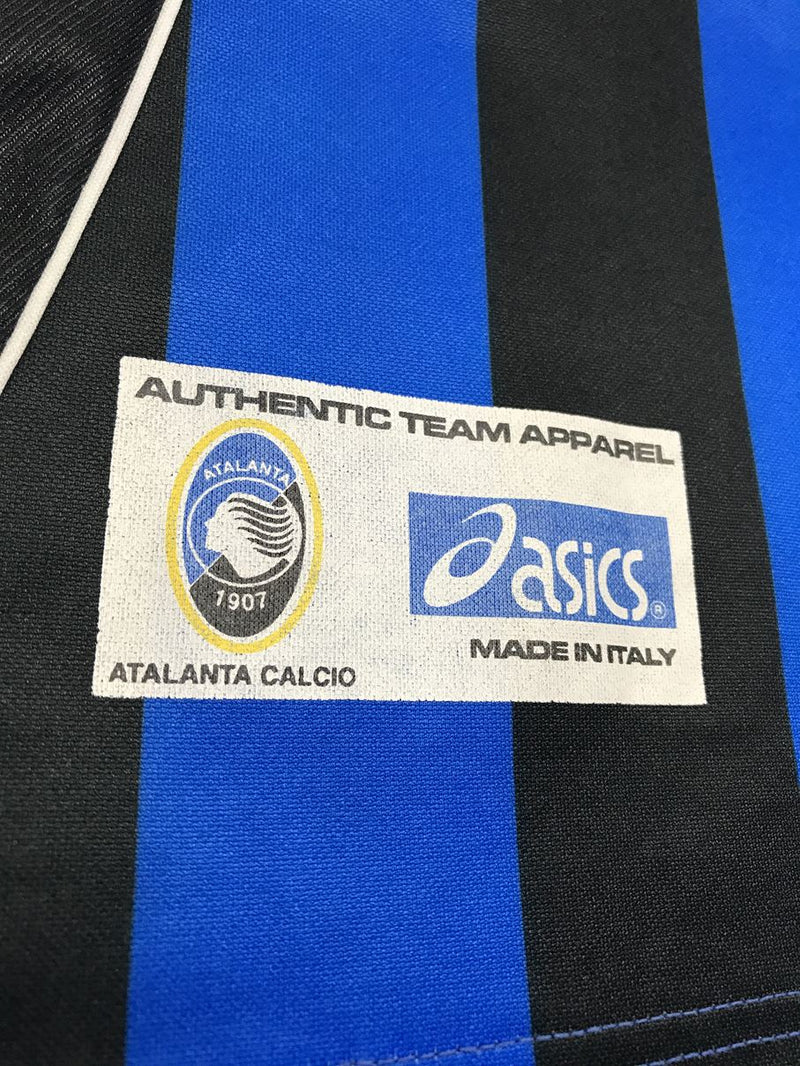 AUTHENTIC TEAM APPAREL
ATALANTA
1907
ATALANTA CALCIO
asics ®
MADE IN ITALY